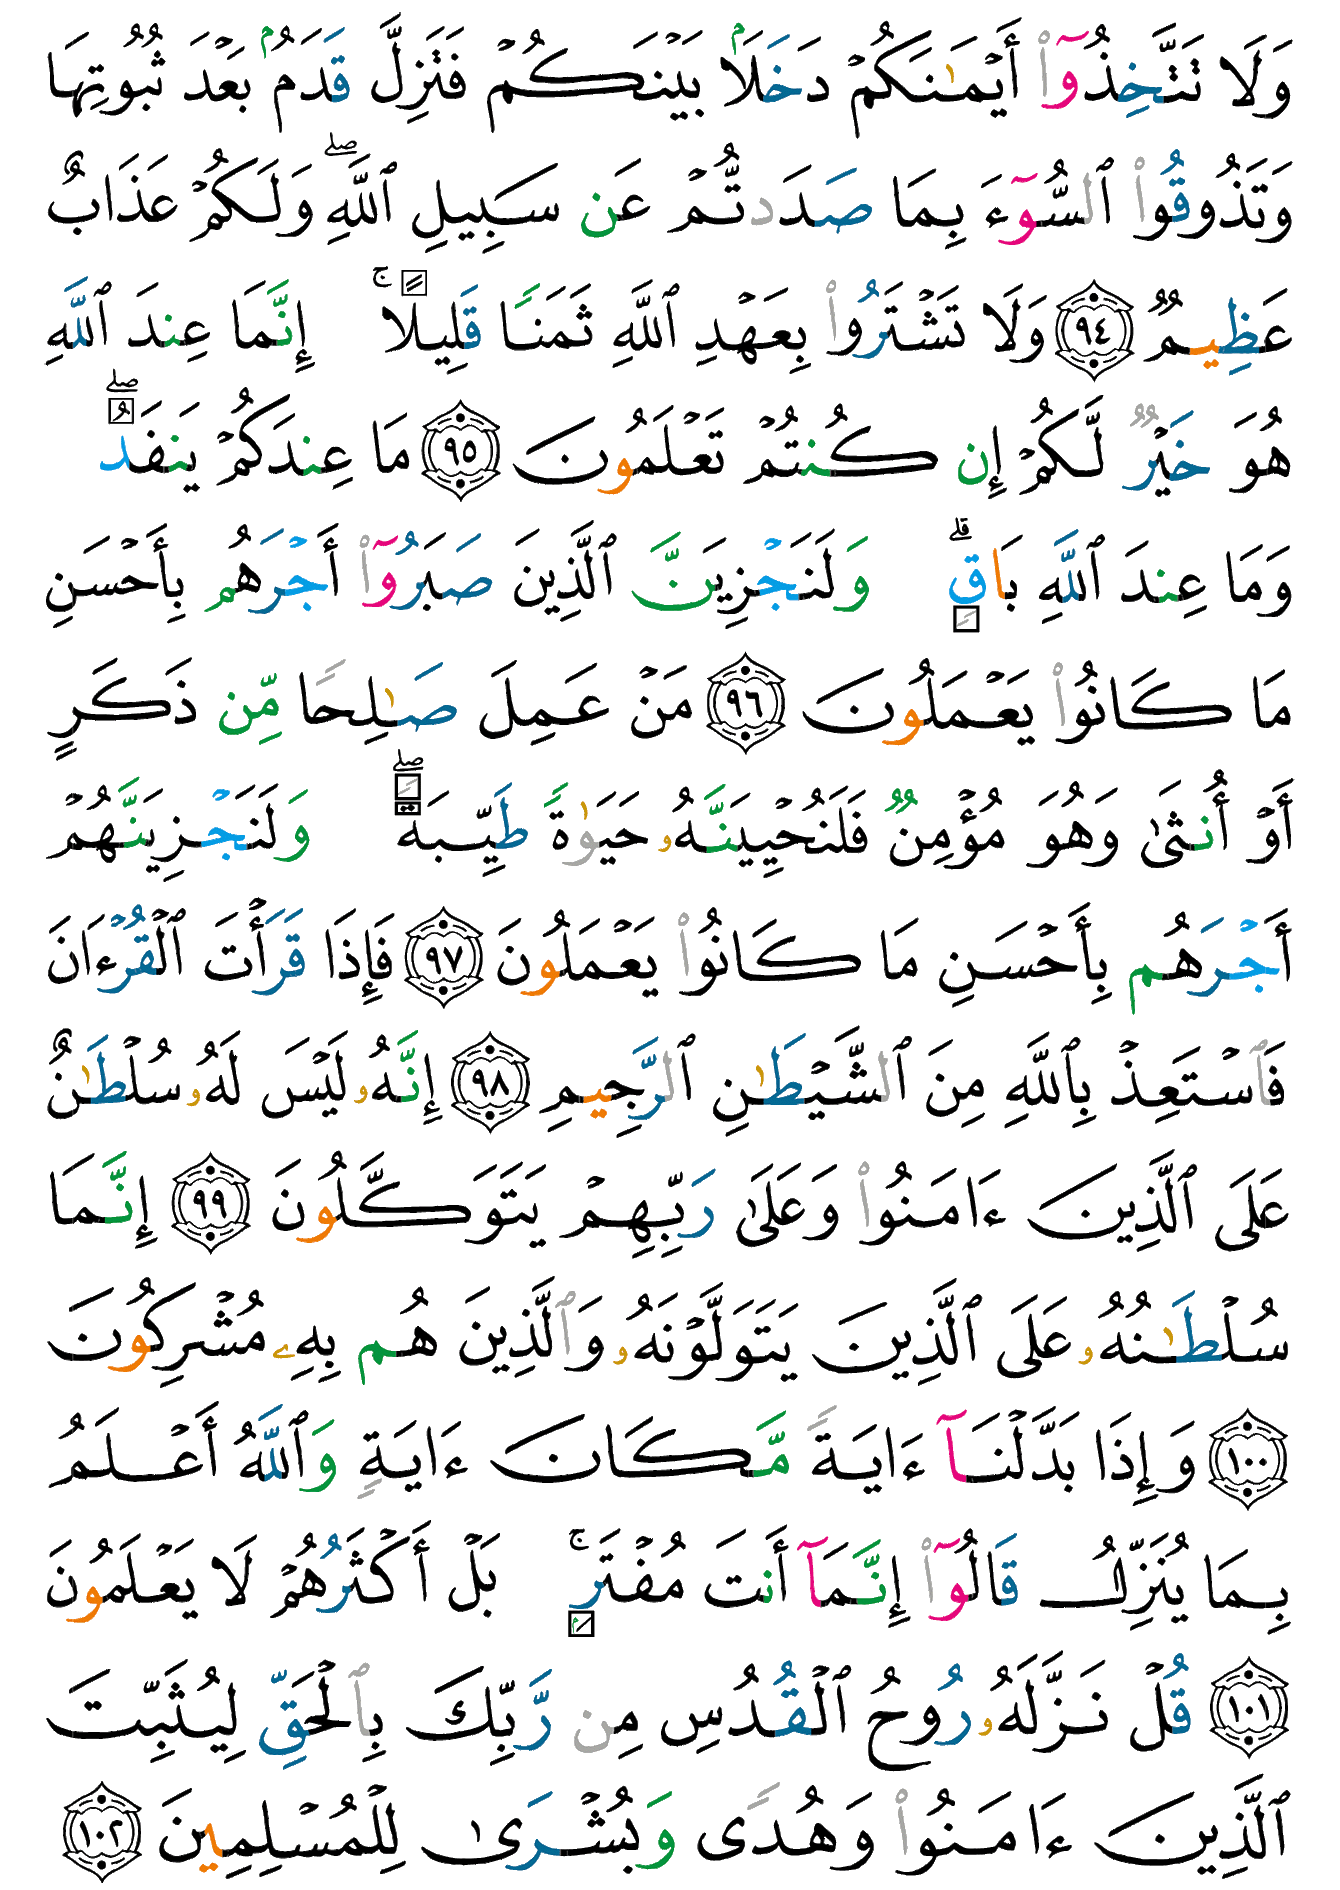 وَلَا تَتَّخِذُوٓا۟ أَيْمَـٰنَكُمْ دَخَلَۢا بَيْنَكُمْ فَتَزِلَّ قَدَمٌۢ بَعْدَ ثُبُوتِهَا
وَتَذُوقُوا۟ ٱلسُّوٓءَ بِمَا صَدَدتُّمْ عَن سَبِيلِ ٱللَّهِ ۖ وَلَكُمْ عَذَابٌ
عَظِيمٌ ٩٤ وَلَا تَشْتَرُوا۟ بِعَهْدِ ٱللَّهِ ثَمَنًا قَلِيلًا ۚ إِنَّمَا عِندَ ٱللَّهِ
هُوَ خَيْرٌ لَّكُمْ إِن كُنتُمْ تَعْلَمُونَ ٩٥ مَا عِندَكُمْ يَنفَدُ ۖ
وَمَا عِندَ ٱللَّهِ بَاقٍ ۗ وَلَنَجْزِيَنَّ ٱلَّذِينَ صَبَرُوٓا۟ أَجْرَهُم بِأَحْسَنِ
مَا كَانُوا۟ يَعْمَلُونَ ٩٦ مَنْ عَمِلَ صَـٰلِحًا مِّن ذَكَرٍ
أَوْ أُنثَىٰ وَهُوَ مُؤْمِنٌ فَلَنُحْيِيَنَّهُۥ حَيَوٰةً طَيِّبَةً ۖ وَلَنَجْزِيَنَّهُمْ
أَجْرَهُم بِأَحْسَنِ مَا كَانُوا۟ يَعْمَلُونَ ٩٧ فَإِذَا قَرَأْتَ ٱلْقُرْءَانَ
فَٱسْتَعِذْ بِٱللَّهِ مِنَ ٱلشَّيْطَـٰنِ ٱلرَّجِيمِ ٩٨ إِنَّهُۥ لَيْسَ لَهُۥ سُلْطَـٰنٌ
عَلَى ٱلَّذِينَ ءَامَنُوا۟ وَعَلَىٰ رَبِّهِمْ يَتَوَكَّلُونَ ٩٩ إِنَّمَا
سُلْطَـٰنُهُۥ عَلَى ٱلَّذِينَ يَتَوَلَّوْنَهُۥ وَٱلَّذِينَ هُم بِهِۦ مُشْرِكُونَ
١٠٠ وَإِذَا بَدَّلْنَآ ءَايَةً مَّكَانَ ءَايَةٍ وَٱللَّهُ أَعْلَمُ
بِمَا يُنَزِّلُ قَالُوٓا۟ إِنَّمَآ أَنتَ مُفْتَرٍۭ ۚ بَلْ أَكْثَرُهُمْ لَا يَعْلَمُونَ
١٠١ قُلْ نَزَّلَهُۥ رُوحُ ٱلْقُدُسِ مِن رَّبِّكَ بِٱلْحَقِّ لِيُثَبِّتَ
ٱلَّذِينَ ءَامَنُوا۟ وَهُدًى وَبُشْرَىٰ لِلْمُسْلِمِينَ ١٠٢